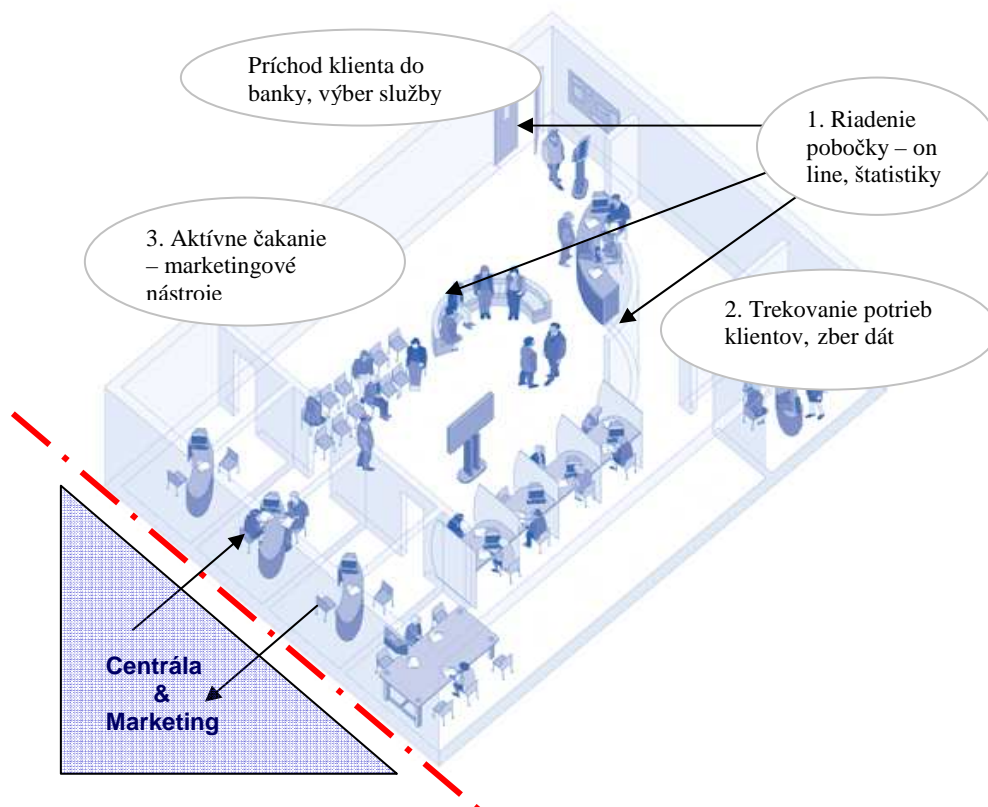 Príchod klienta do
banky, výber služby
1. Riadenie
pobočky – on
line, štatistiky
3. Aktívne čakanie
– marketingové
nástroje
2. Trekovanie potrieb
klientov, zber dát
Centrála
&
Marketing